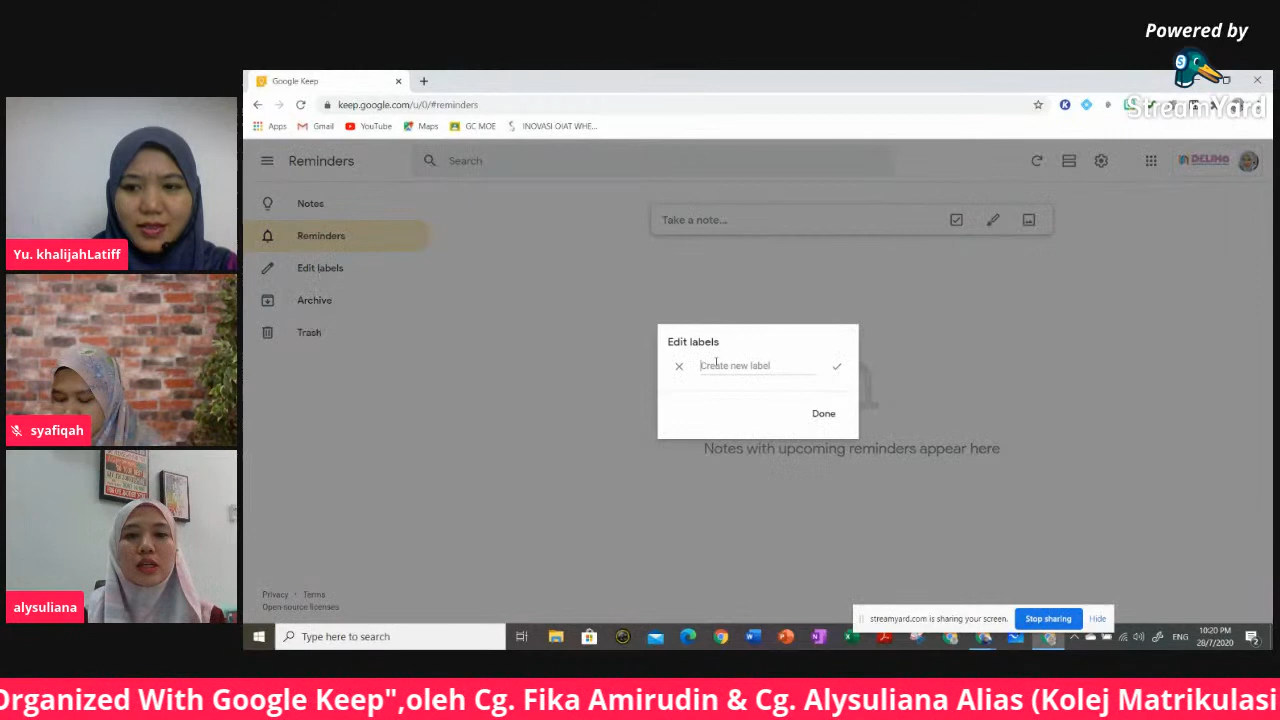 Powered by
StreamYard
Google Keep
keep.google.com/u/0/#reminders
Apps
Gmail
YouTube
Maps
GC MOE
INOVASI OIAT WHE...
Reminders
Search
DELIMa
Notes
Reminders
Edit labels
Archive
Trash
Take a note...
Edit labels
Create new label
Done
Notes with upcoming reminders appear here
Privacy · Terms
Open-source licenses
streamyard.com is sharing your screen.
Stop sharing
Hide
Type here to search
ENG
10:20 PM
28/7/2020
Yu. khalijahLatiff
syafiqah
alysuliana
Organized With Google Keep",oleh Cg. Fika Amirudin & Cg. Alysuliana Alias (Kolej Matrikulasi